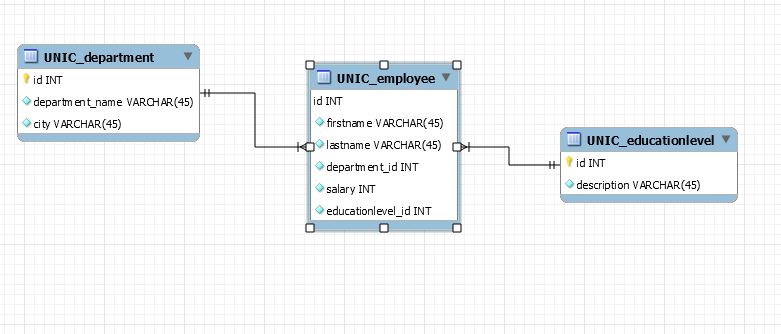 UNIC_department
id INT
department_name VARCHAR(45)
city VARCHAR(45)
UNIC_employee
id INT
firstname VARCHAR(45)
lastname VARCHAR(45)
department_id INT
salary INT
educationlevel_id INT
UNIC_educationlevel
id INT
description VARCHAR(45)